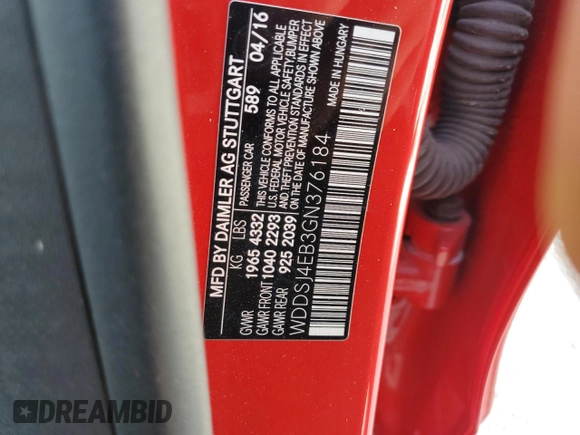 MFD BY DAIMLER AG STUTTGART
KG LBS PASSENGER CAR 589 04/16
GVWR 1965 4332 THIS VEHICLE CONFORMS TO ALL APPLICABLE
GAWR FRONT 1040 2293 U.S. FEDERAL MOTOR VEHICLE SAFETY, BUMPER
GAWR REAR 925 2039 AND THEFT PREVENTION STANDARDS IN EFFECT
ON THE DATE OF MANUFACTURE SHOWN ABOVE
WDDSJ4EB3GN376184 MADE IN HUNGARY
DREAMBID